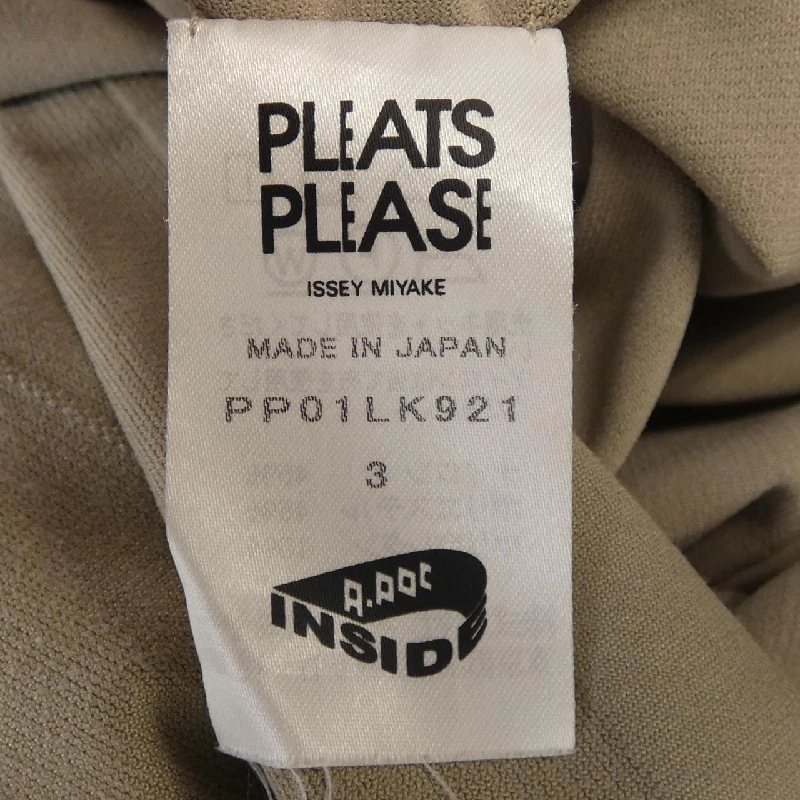 PLEATS
PLEASE
ISSEY MIYAKE
MADE IN JAPAN
PP01LK921
3
A.POC
INSIDE